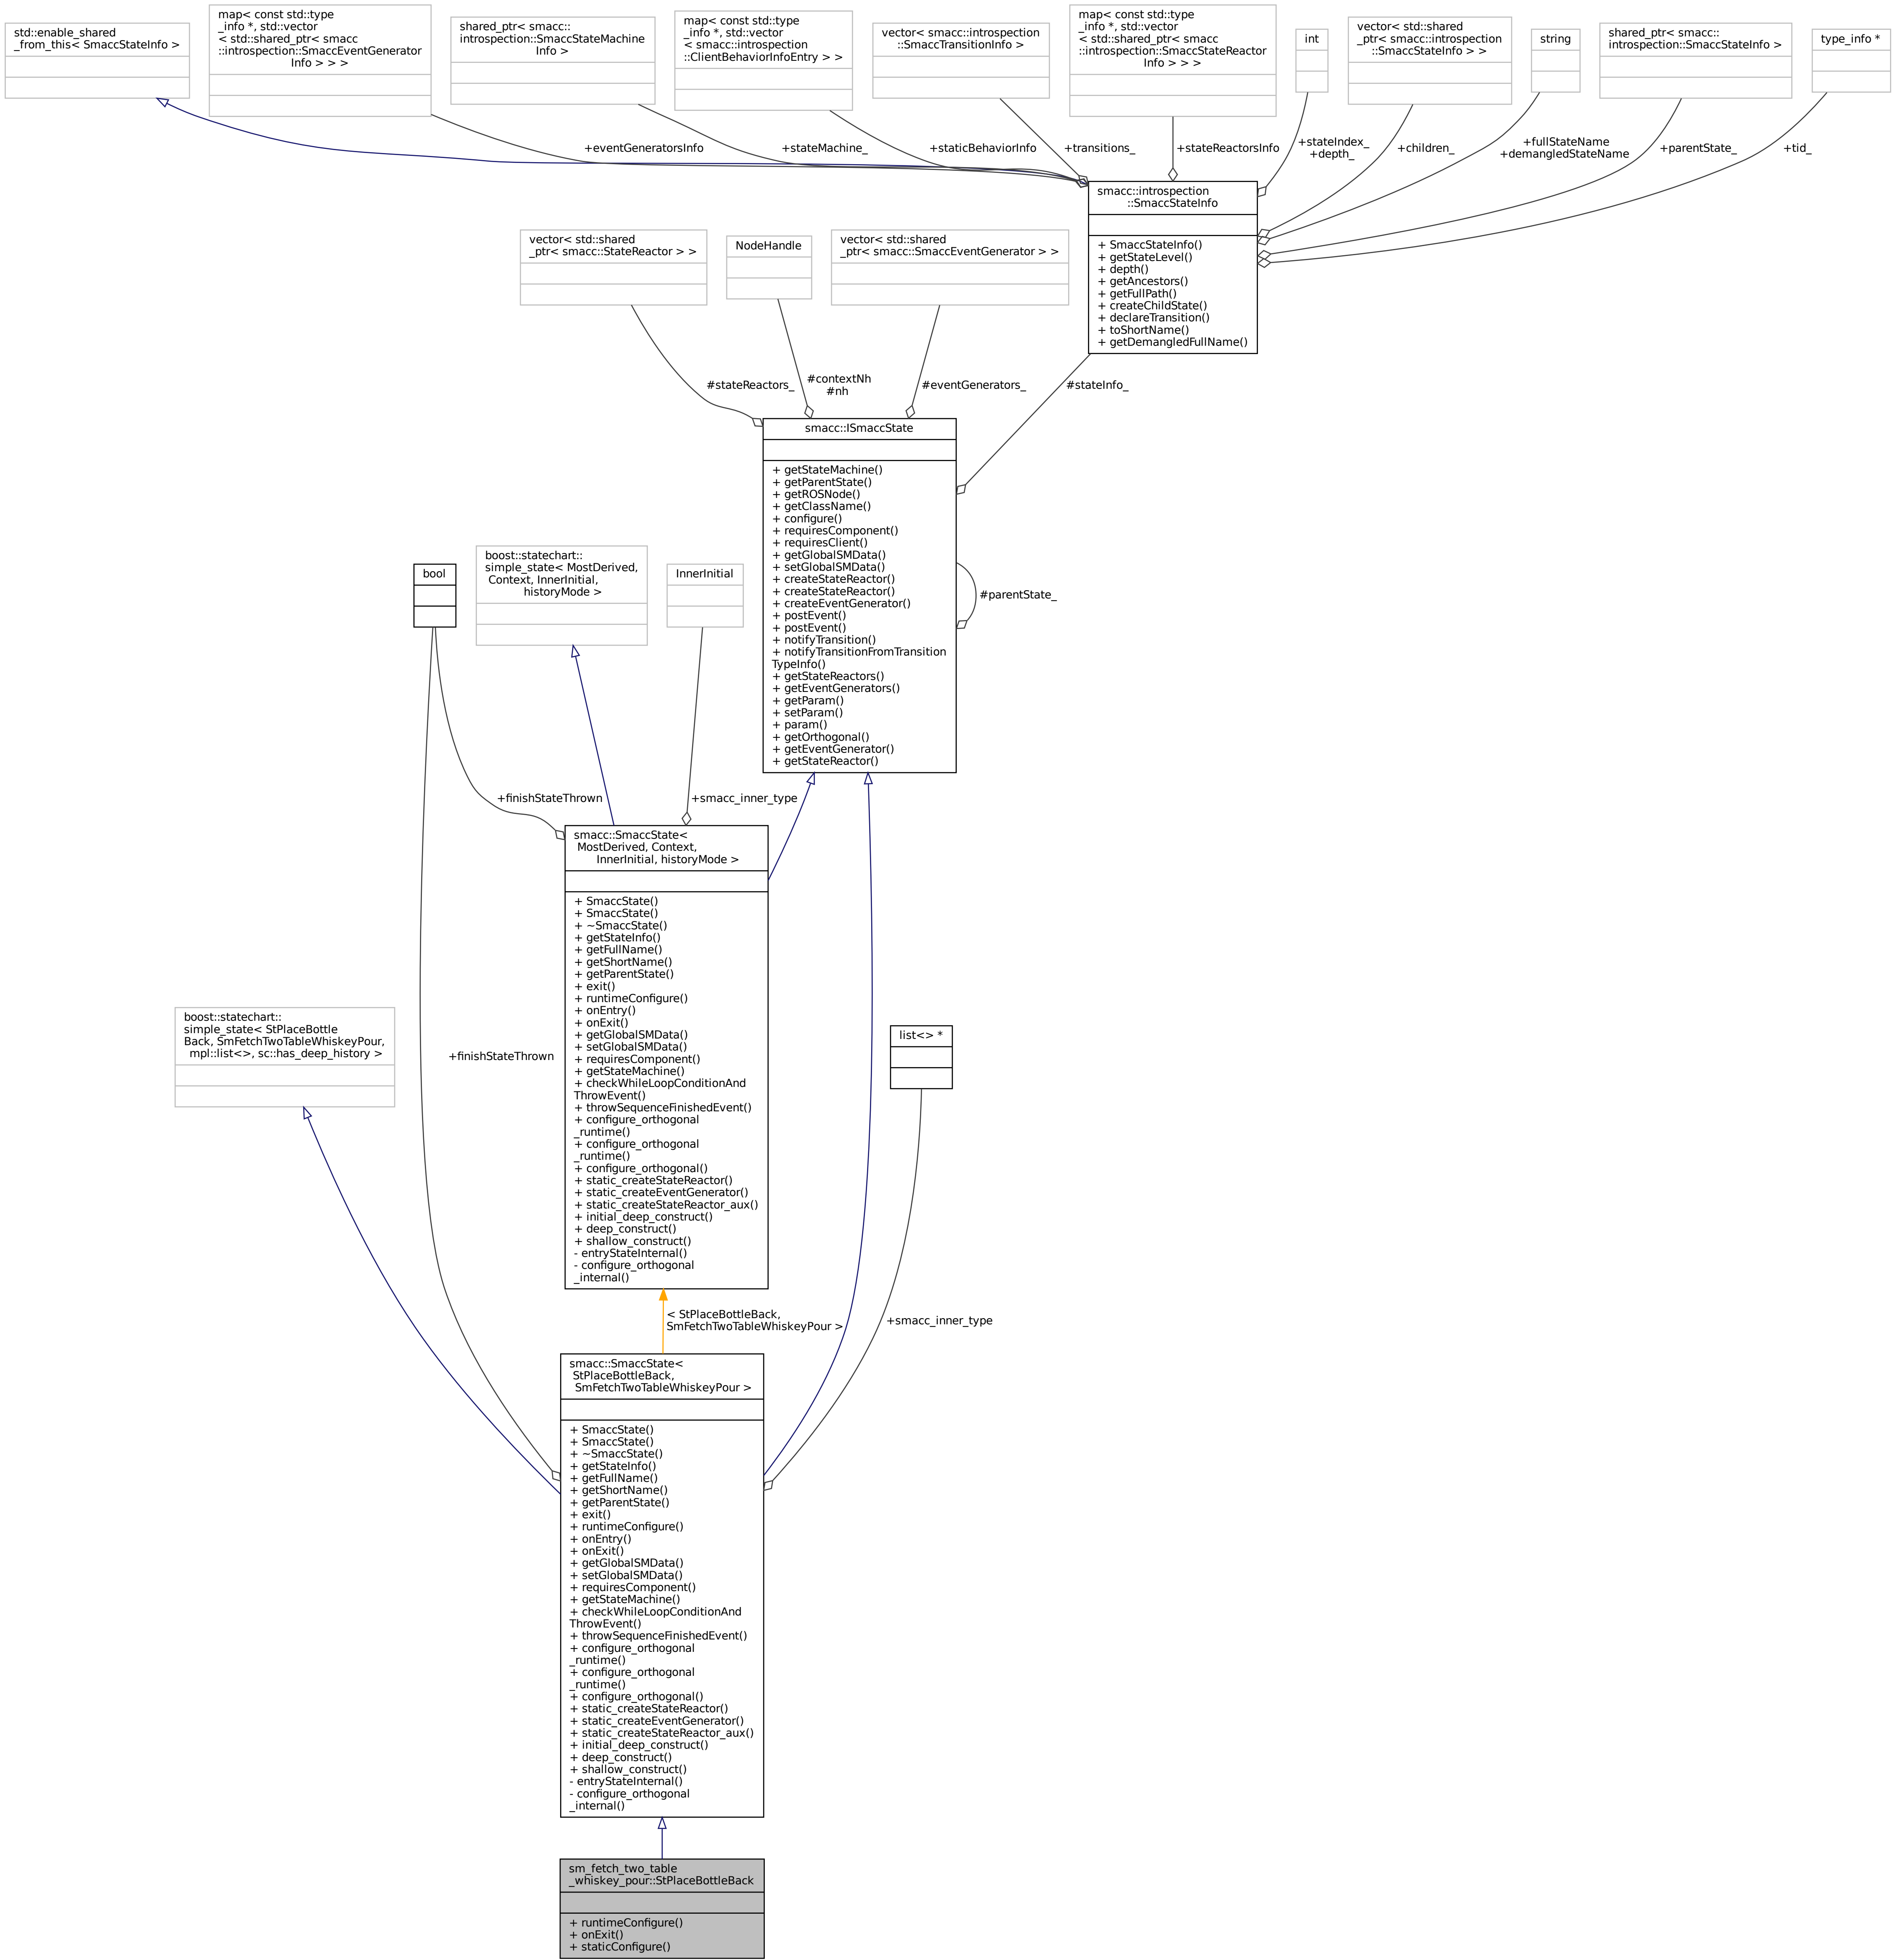 std::enable_shared
_from_this< SmaccStateInfo >
map< const std::type
_info *, std::vector
< std::shared_ptr< smacc
::introspection::SmaccEventGenerator
Info > > >
shared_ptr< smacc::
introspection::SmaccStateMachine
Info >
map< const std::type
_info *, std::vector
< smacc::introspection
::ClientBehaviorInfoEntry > >
vector< smacc::introspection
::SmaccTransitionInfo >
map< const std::type
_info *, std::vector
< std::shared_ptr< smacc
::introspection::SmaccStateReactor
Info > > >
int
vector< std::shared
_ptr< smacc::introspection
::SmaccStateInfo > >
string
shared_ptr< smacc::
introspection::SmaccStateInfo >
type_info *
+eventGeneratorsInfo
+stateMachine_
+staticBehaviorInfo
+transitions_
+stateReactorsInfo
+stateIndex_
+depth_
+children_
+fullStateName
+demangledStateName
+parentState_
+tid_
smacc::introspection
::SmaccStateInfo
+ SmaccStateInfo()
+ getStateLevel()
+ depth()
+ getAncestors()
+ getFullPath()
+ createChildState()
+ declareTransition()
+ toShortName()
+ getDemangledFullName()
vector< std::shared
_ptr< smacc::StateReactor > >
NodeHandle
vector< std::shared
_ptr< smacc::SmaccEventGenerator > >
#stateReactors_
#contextNh
#nh
#eventGenerators_
#stateInfo_
smacc::ISmaccState
+ getStateMachine()
+ getParentState()
+ getROSNode()
+ getClassName()
+ configure()
+ requiresComponent()
+ requiresClient()
+ getGlobalSMData()
+ setGlobalSMData()
+ createStateReactor()
+ createStateReactor()
+ createEventGenerator()
+ postEvent()
+ postEvent()
+ notifyTransition()
+ notifyTransitionFromTransition
TypeInfo()
+ getStateReactors()
+ getEventGenerators()
+ getParam()
+ setParam()
+ param()
+ getOrthogonal()
+ getEventGenerator()
+ getStateReactor()
#parentState_
bool
boost::statechart::
simple_state< MostDerived,
Context, InnerInitial,
historyMode >
InnerInitial
+finishStateThrown
+smacc_inner_type
smacc::SmaccState<
MostDerived, Context,
InnerInitial, historyMode >
+ SmaccState()
+ SmaccState()
+ ~SmaccState()
+ getStateInfo()
+ getFullName()
+ getShortName()
+ getParentState()
+ exit()
+ runtimeConfigure()
+ onEntry()
+ onExit()
+ getGlobalSMData()
+ setGlobalSMData()
+ requiresComponent()
+ getStateMachine()
+ checkWhileLoopConditionAnd
ThrowEvent()
+ throwSequenceFinishedEvent()
+ configure_orthogonal
_runtime()
+ configure_orthogonal
_runtime()
+ configure_orthogonal()
+ static_createStateReactor()
+ static_createEventGenerator()
+ static_createStateReactor_aux()
+ initial_deep_construct()
+ deep_construct()
+ shallow_construct()
- entryStateInternal()
- configure_orthogonal
_internal()
boost::statechart::
simple_state< StPlaceBottle
Back, SmFetchTwoTableWhiskeyPour,
mpl::list<>, sc::has_deep_history >
+finishStateThrown
list<> *
< StPlaceBottleBack,
SmFetchTwoTableWhiskeyPour >
+smacc_inner_type
smacc::SmaccState<
StPlaceBottleBack,
SmFetchTwoTableWhiskeyPour >
+ SmaccState()
+ SmaccState()
+ ~SmaccState()
+ getStateInfo()
+ getFullName()
+ getShortName()
+ getParentState()
+ exit()
+ runtimeConfigure()
+ onEntry()
+ onExit()
+ getGlobalSMData()
+ setGlobalSMData()
+ requiresComponent()
+ getStateMachine()
+ checkWhileLoopConditionAnd
ThrowEvent()
+ throwSequenceFinishedEvent()
+ configure_orthogonal
_runtime()
+ configure_orthogonal
_runtime()
+ configure_orthogonal()
+ static_createStateReactor()
+ static_createEventGenerator()
+ static_createStateReactor_aux()
+ initial_deep_construct()
+ deep_construct()
+ shallow_construct()
- entryStateInternal()
- configure_orthogonal
_internal()
sm_fetch_two_table
_whiskey_pour::StPlaceBottleBack
+ runtimeConfigure()
+ onExit()
+ staticConfigure()